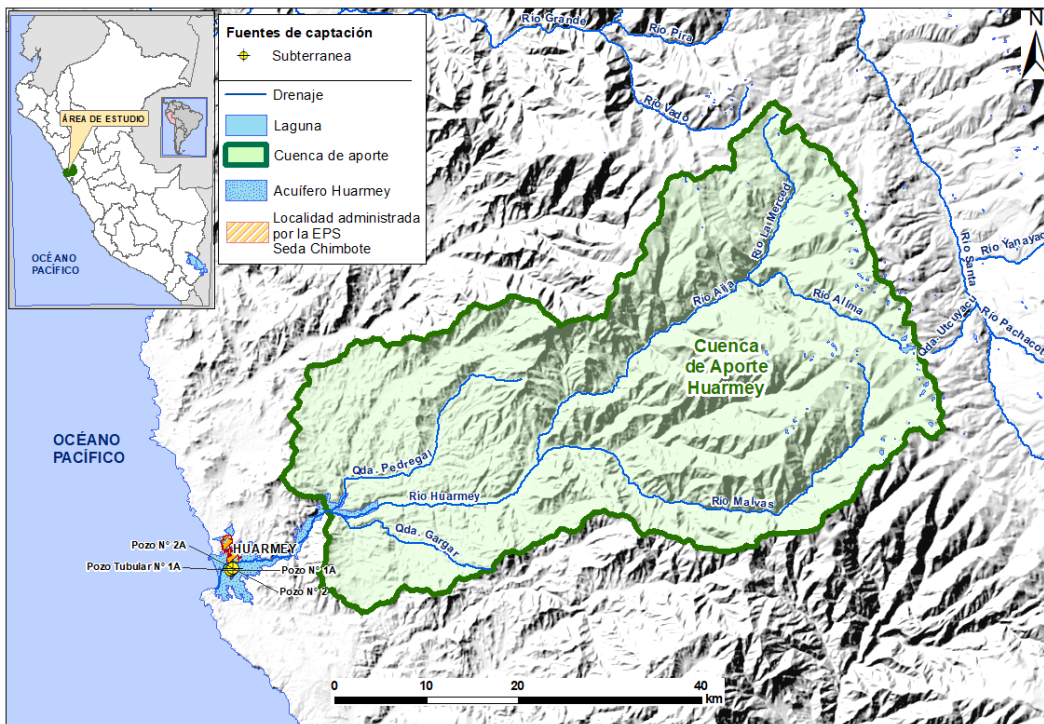 ÁREA DE ESTUDIO
OCÉANO
PACÍFICO
Fuentes de captación
Subterranea
Drenaje
Laguna
Cuenca de aporte
Acuífero Huarmey
Localidad administrada
por la EPS
Seda Chimbote
N
Río Grande
Río Pira
Río Vado
Río La Merced
Río Aija
Río Allma
Río Santa
Río Yanayac
Qda. Utcuyacu
Río Pachacot
Cuenca
de Aporte
Huarmey
OCÉANO
PACÍFICO
Qda. Pedregal
Río Huarmey
Río Malvas
Qda. Gargar
Pozo N° 2A
HUARMEY
Pozo Tubular N° 1A
Pozo N° 1A
Pozo N° 2
0 10 20 40
km